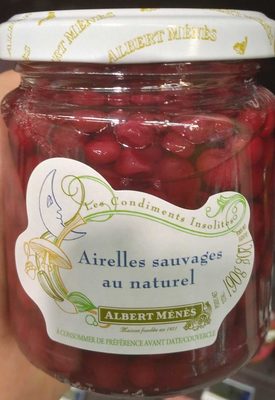 ALBERT MÉNÈS
Les Condiments Insolites
Airelles sauvages
au naturel
ALBERT MÉNÈS
Maison fondée en 1921
À CONSOMMER DE PRÉFÉRENCE AVANT DATE/COUVERCLE
190g